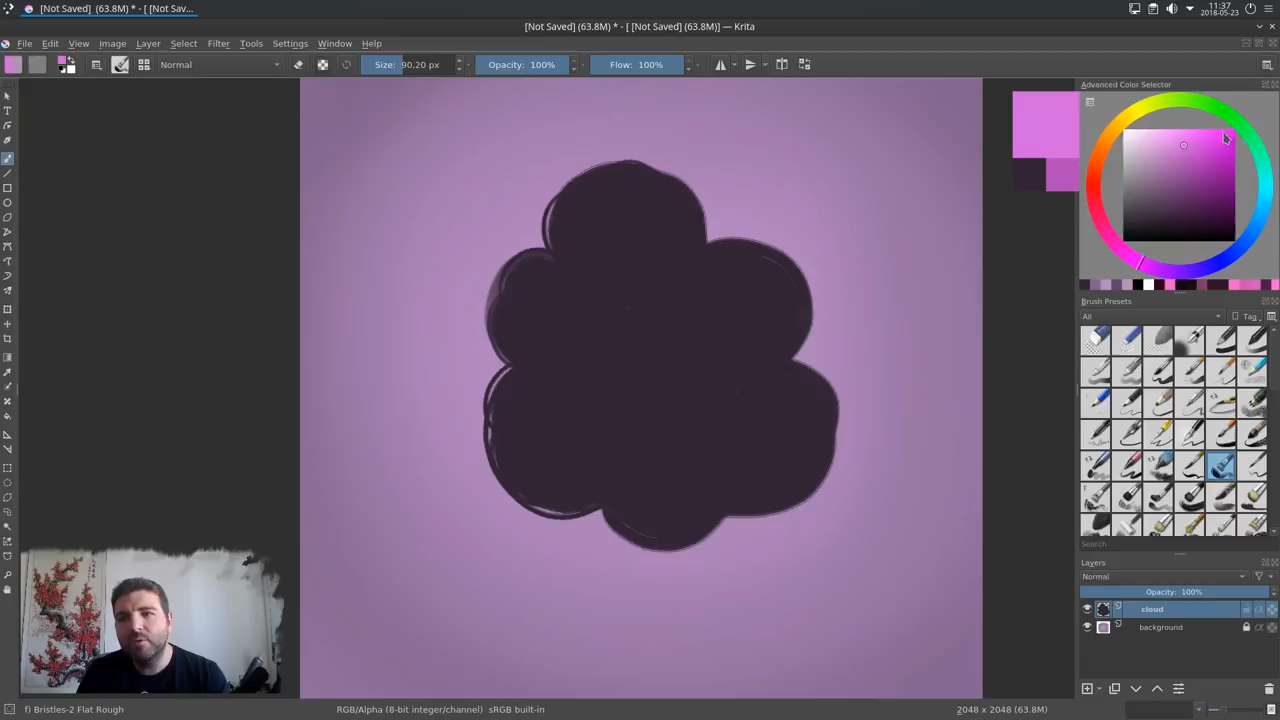 [Not Saved] (63.8M) * - [ [Not Sav...
11:37
2018-05-23
[Not Saved] (63.8M) * - [ [Not Saved] (63.8M)] — Krita
File Edit View Image Layer Select Filter Tools Settings Window Help
Normal
Size: 90.20 px
Opacity: 100%
Flow: 100%
Advanced Color Selector
Brush Presets
All
Tag
Search
Layers
Normal
Opacity: 100%
cloud
background
f) Bristles-2 Flat Rough
RGB/Alpha (8-bit integer/channel) sRGB built-in
2048 x 2048 (63.8M)